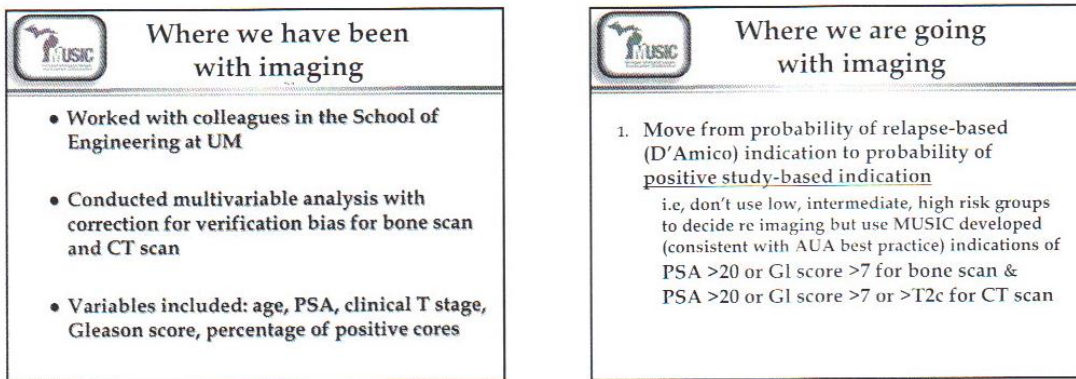 MUSIC
Where we have been
with imaging
• Worked with colleagues in the School of
Engineering at UM
• Conducted multivariable analysis with
correction for verification bias for bone scan
and CT scan
• Variables included: age, PSA, clinical T stage,
Gleason score, percentage of positive cores
MUSIC
Where we are going
with imaging
1. Move from probability of relapse-based
(D'Amico) indication to probability of
positive study-based indication
i.e, don't use low, intermediate, high risk groups
to decide re imaging but use MUSIC developed
(consistent with AUA best practice) indications of
PSA >20 or Gl score >7 for bone scan &
PSA >20 or Gl score >7 or >T2c for CT scan